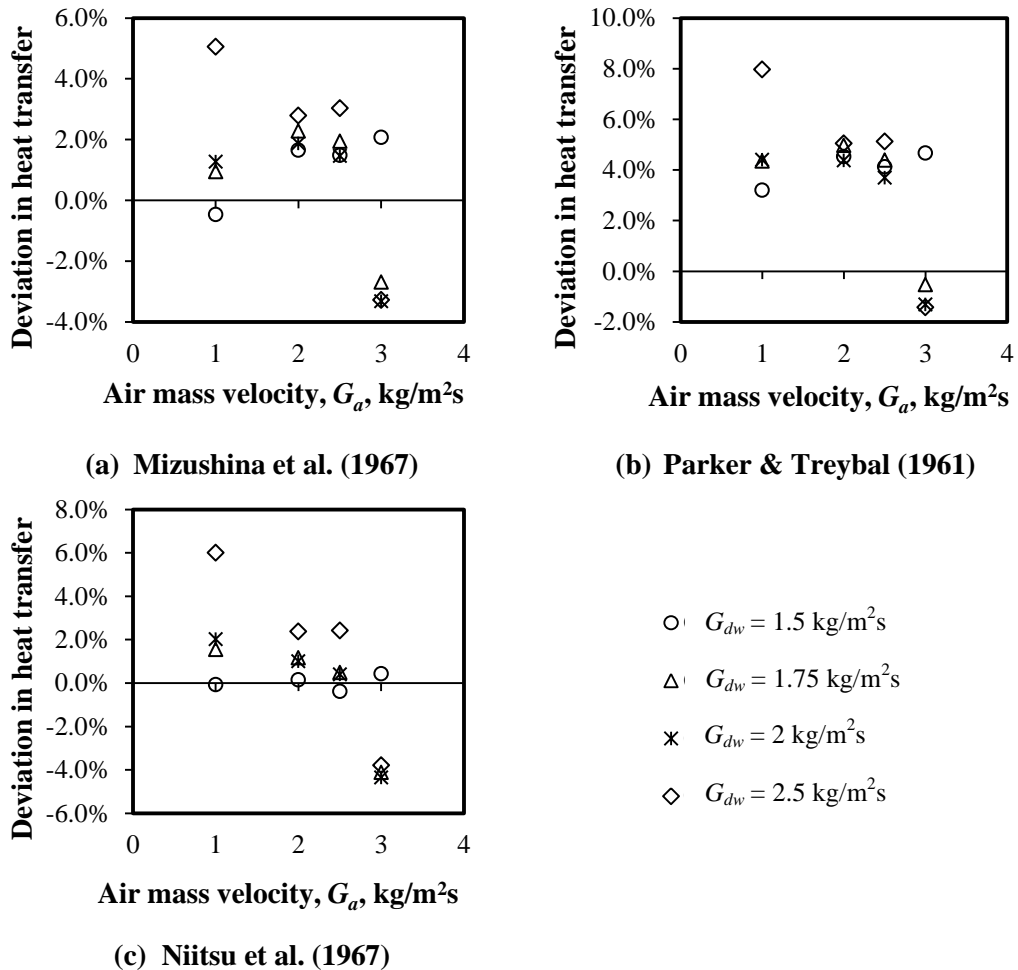 6.0%
4.0%
2.0%
0.0%
-2.0%
-4.0%
0 1 2 3 4
Deviation in heat transfer
Air mass velocity, Gₐ, kg/m²s
(a) Mizushina et al. (1967)
10.0%
8.0%
6.0%
4.0%
2.0%
0.0%
-2.0%
0 1 2 3 4
Deviation in heat transfer
Air mass velocity, Gₐ, kg/m²s
(b) Parker & Treybal (1961)
8.0%
6.0%
4.0%
2.0%
0.0%
-2.0%
-4.0%
-6.0%
0 1 2 3 4
Deviation in heat transfer
Air mass velocity, Gₐ, kg/m²s
(c) Niitsu et al. (1967)
Gdw = 1.5 kg/m²s
Gdw = 1.75 kg/m²s
Gdw = 2 kg/m²s
Gdw = 2.5 kg/m²s